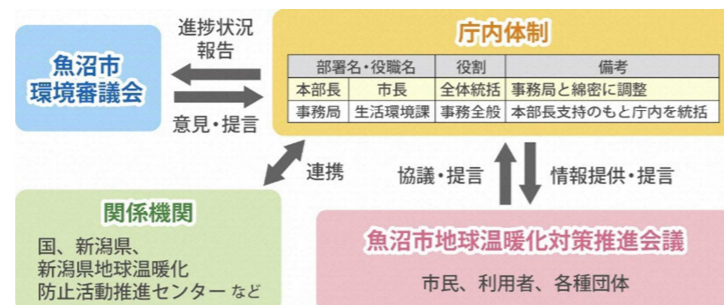 進捗状況
報告
魚沼市
環境審議会
意見・提言
庁内体制
部署名・役職名 役割 備考
本部長 市長 全体統括 事務局と綿密に調整
事務局 生活環境課 事務全般 本部長支持のもと庁内を統括
連携
協議・提言
情報提供・提言
関係機関
国、新潟県、
新潟県地球温暖化
防止活動推進センター など
魚沼市地球温暖化対策推進会議
市民、利用者、各種団体